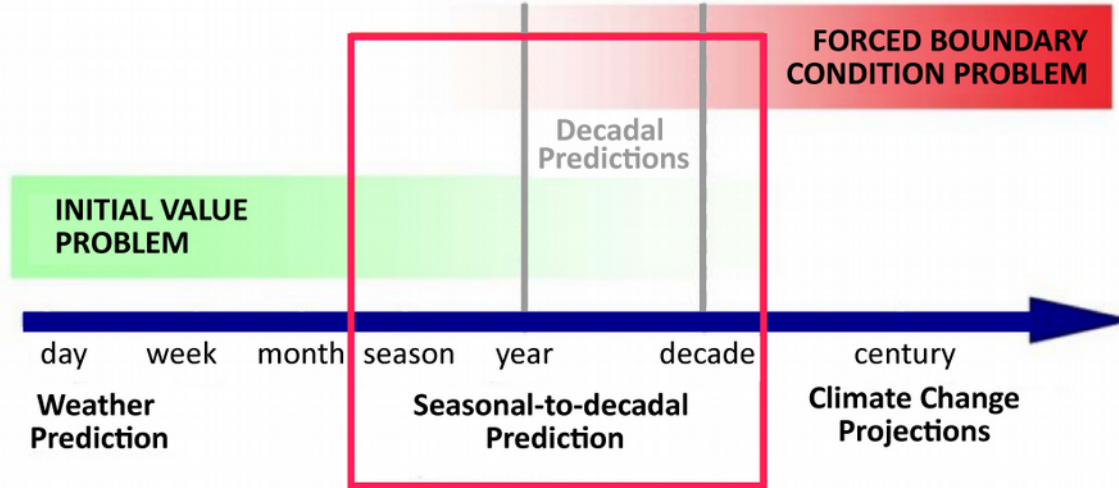 FORCED BOUNDARY
CONDITION PROBLEM
Decadal
Predictions
INITIAL VALUE
PROBLEM
day week month season year decade century
Weather
Prediction
Seasonal-to-decadal
Prediction
Climate Change
Projections